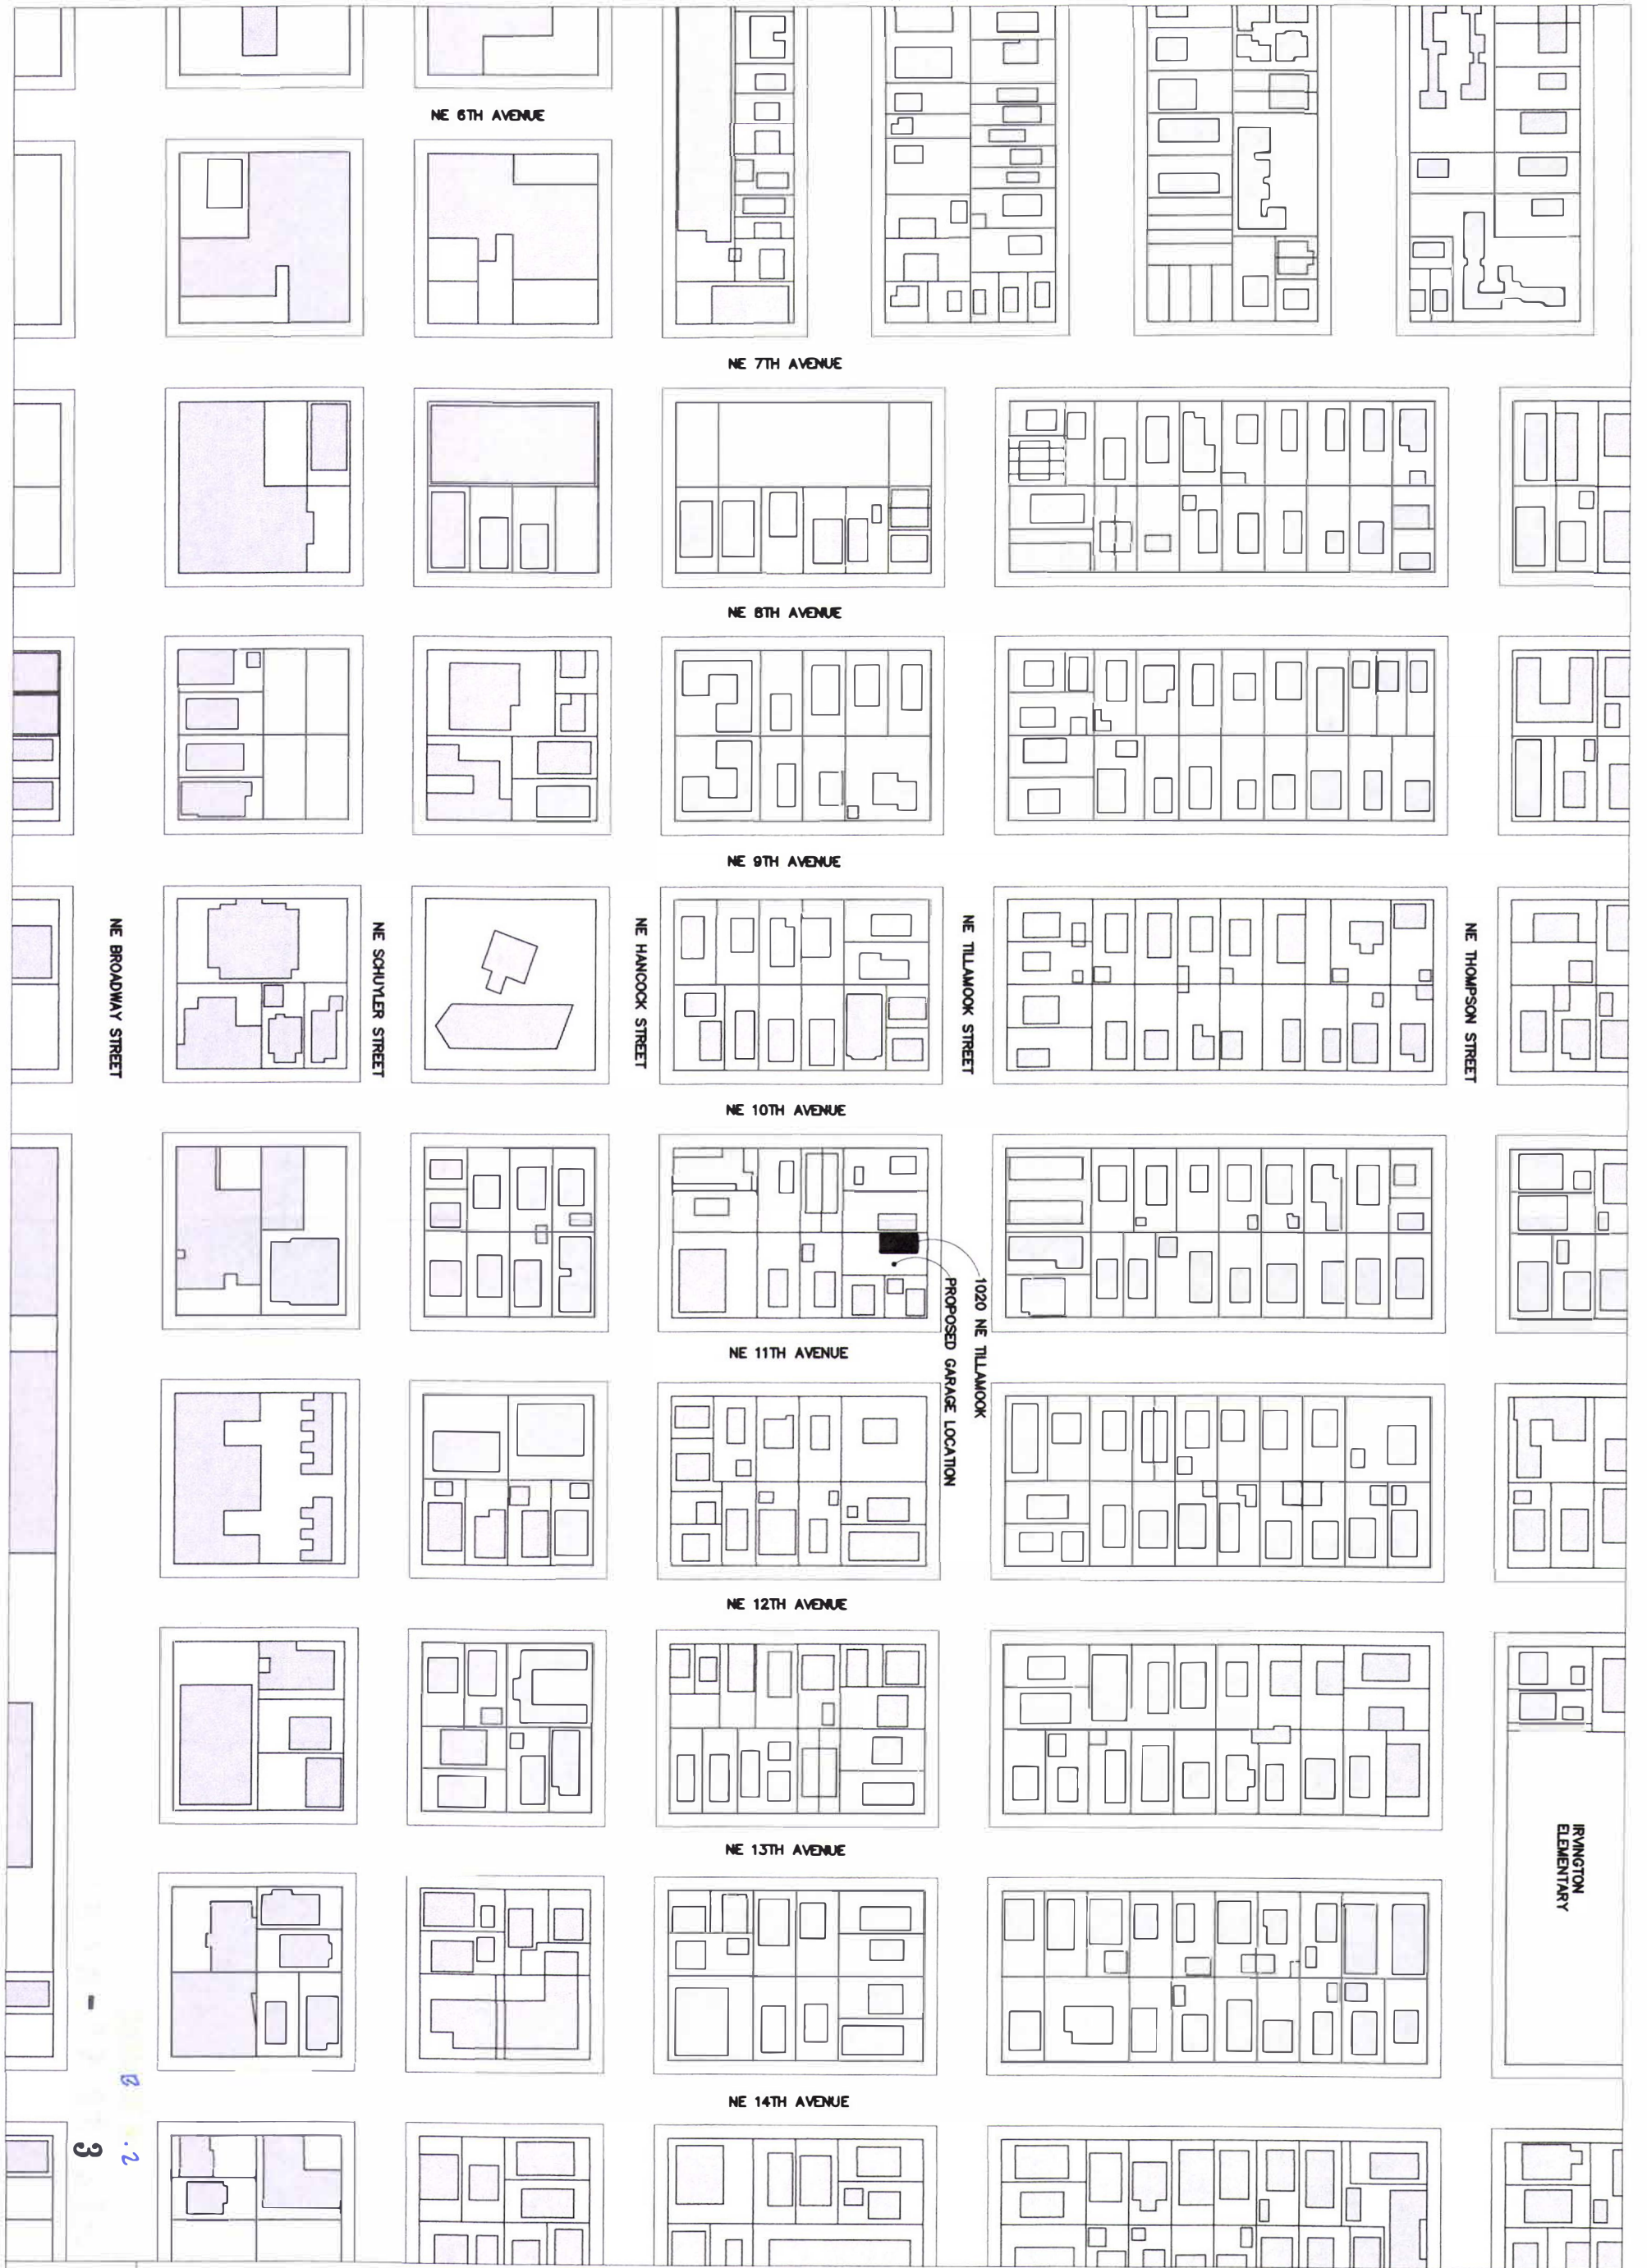 NE 6TH AVENUE
NE 7TH AVENUE
NE 8TH AVENUE
NE 9TH AVENUE
NE BROADWAY STREET
NE SCHUYLER STREET
NE HANCOCK STREET
NE TILLAMOOK STREET
NE THOMPSON STREET
NE 10TH AVENUE
1020 NE TILLAMOOK
PROPOSED GARAGE LOCATION
NE 11TH AVENUE
NE 12TH AVENUE
IRVINGTON
ELEMENTARY
NE 13TH AVENUE
NE 14TH AVENUE
3